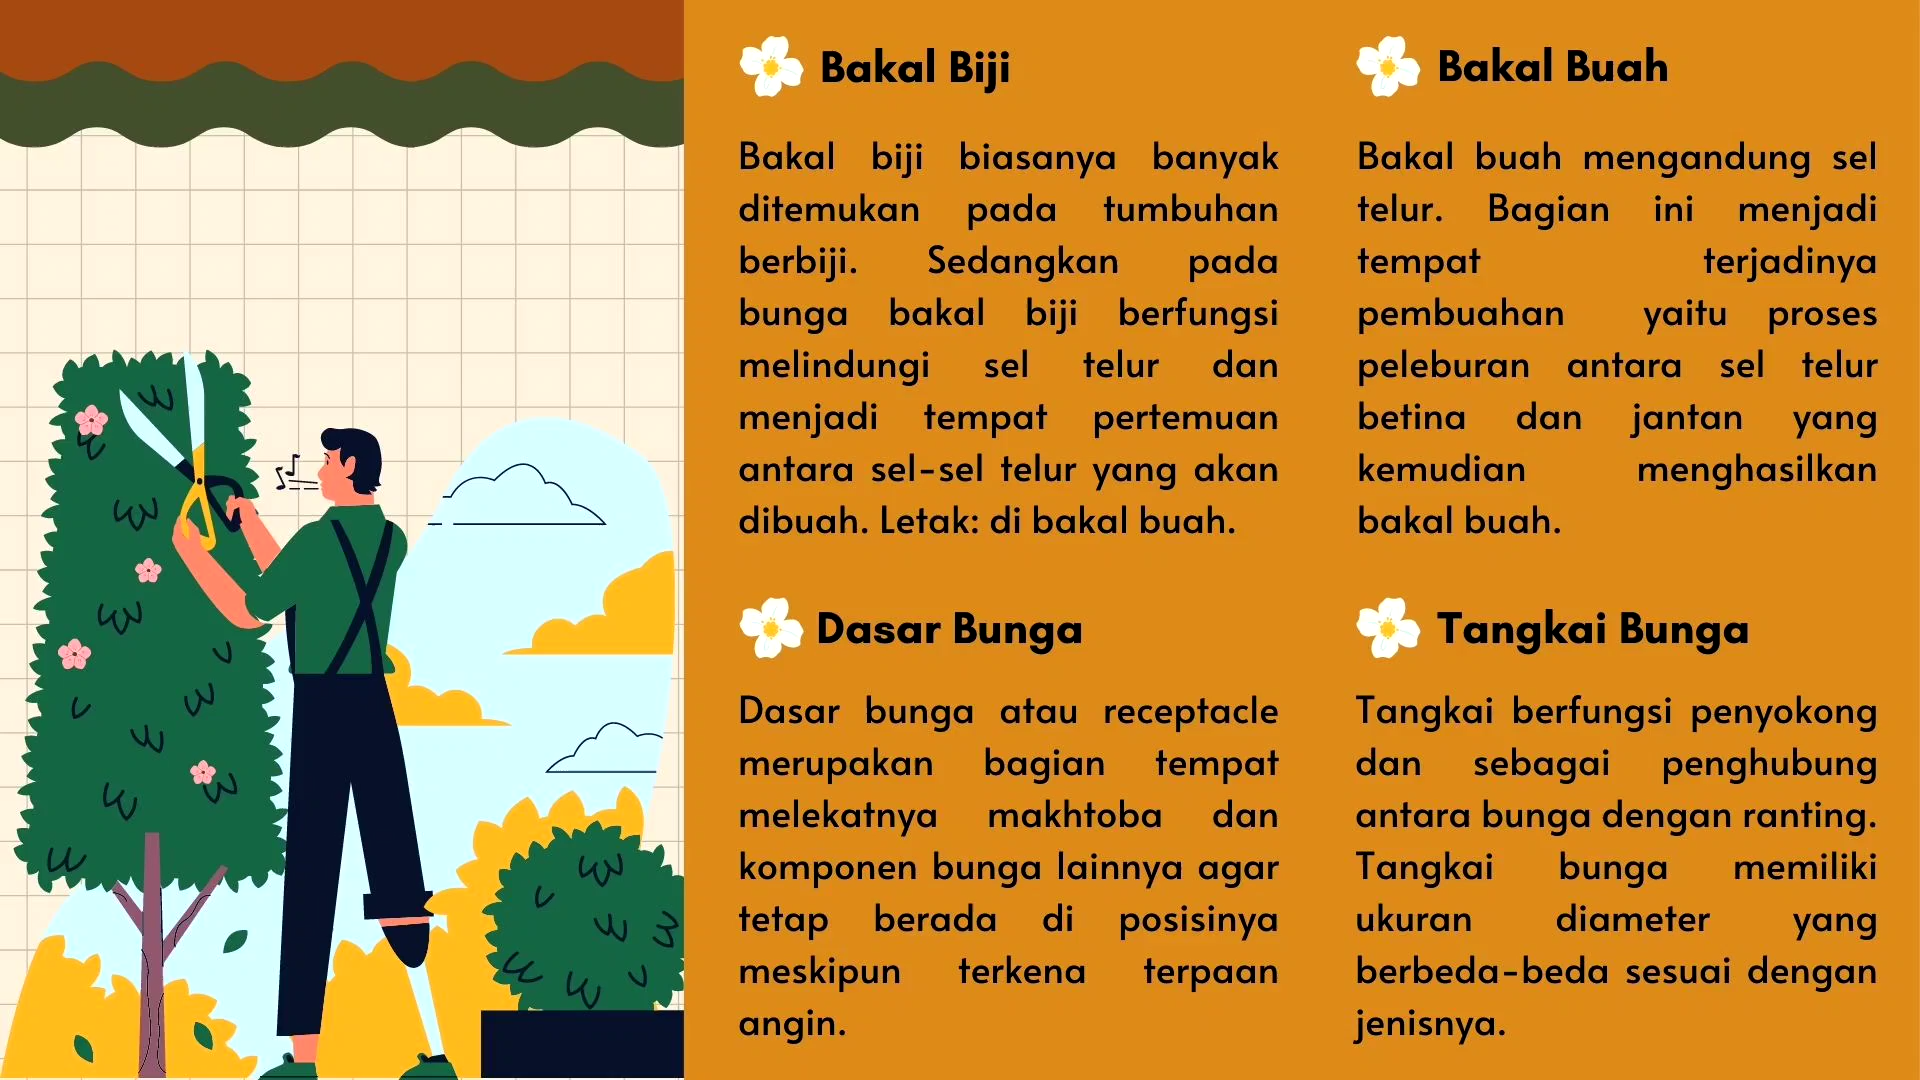 Bakal Biji
Bakal biji biasanya banyak
ditemukan pada tumbuhan
berbiji. Sedangkan pada
bunga bakal biji berfungsi
melindungi sel telur dan
menjadi tempat pertemuan
antara sel-sel telur yang akan
dibuah. Letak: di bakal buah.
Bakal Buah
Bakal buah mengandung sel
telur. Bagian ini menjadi
tempat terjadinya
pembuahan yaitu proses
peleburan antara sel telur
betina dan jantan yang
kemudian menghasilkan
bakal buah.
Dasar Bunga
Dasar bunga atau receptacle
merupakan bagian tempat
melekatnya makhtoba dan
komponen bunga lainnya agar
tetap berada di posisinya
meskipun terkena terpaan
angin.
Tangkai Bunga
Tangkai berfungsi penyokong
dan sebagai penghubung
antara bunga dengan ranting.
Tangkai bunga memiliki
ukuran diameter yang
berbeda-beda sesuai dengan
jenisnya.